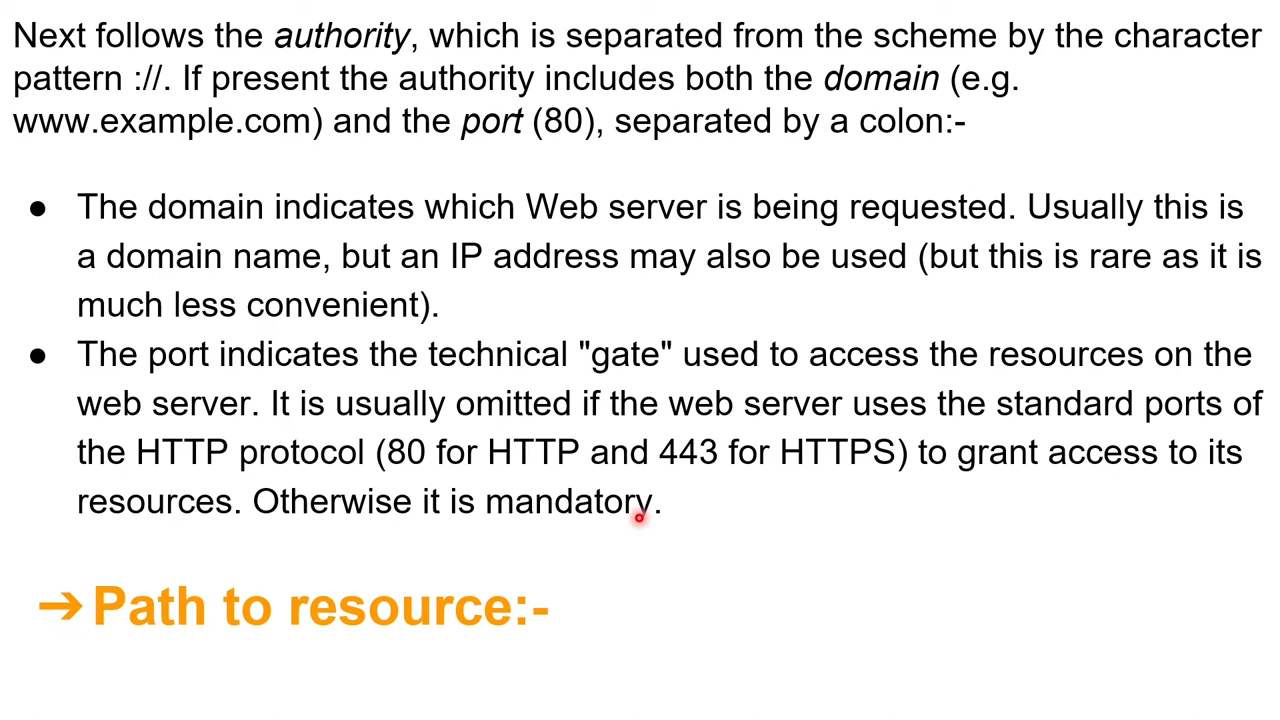 Next follows the authority, which is separated from the scheme by the character
pattern ://. If present the authority includes both the domain (e.g.
www.example.com) and the port (80), separated by a colon:-
● The domain indicates which Web server is being requested. Usually this is
a domain name, but an IP address may also be used (but this is rare as it is
much less convenient).
● The port indicates the technical "gate" used to access the resources on the
web server. It is usually omitted if the web server uses the standard ports of
the HTTP protocol (80 for HTTP and 443 for HTTPS) to grant access to its
resources. Otherwise it is mandatory.
➔ Path to resource:-